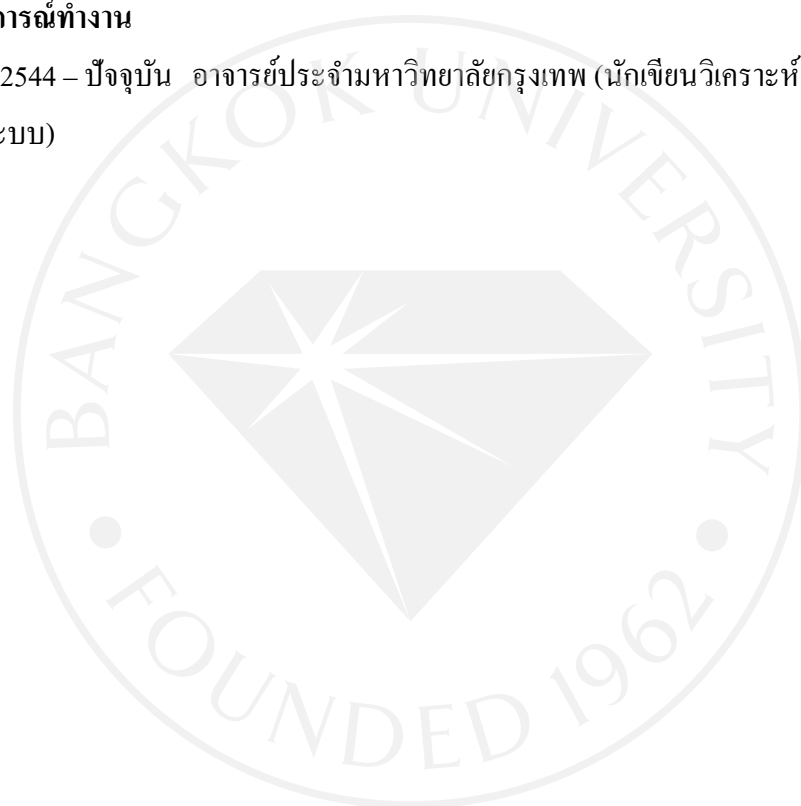 การณ์ทำงาน
2544 – ปัจจุบัน อาจารย์ประจำมหาวิทยาลัยกรุงเทพ (นักเขียนวิเคราะห์
ะบบ)
BANGKOK UNIVERSITY
FOUNDED 1962